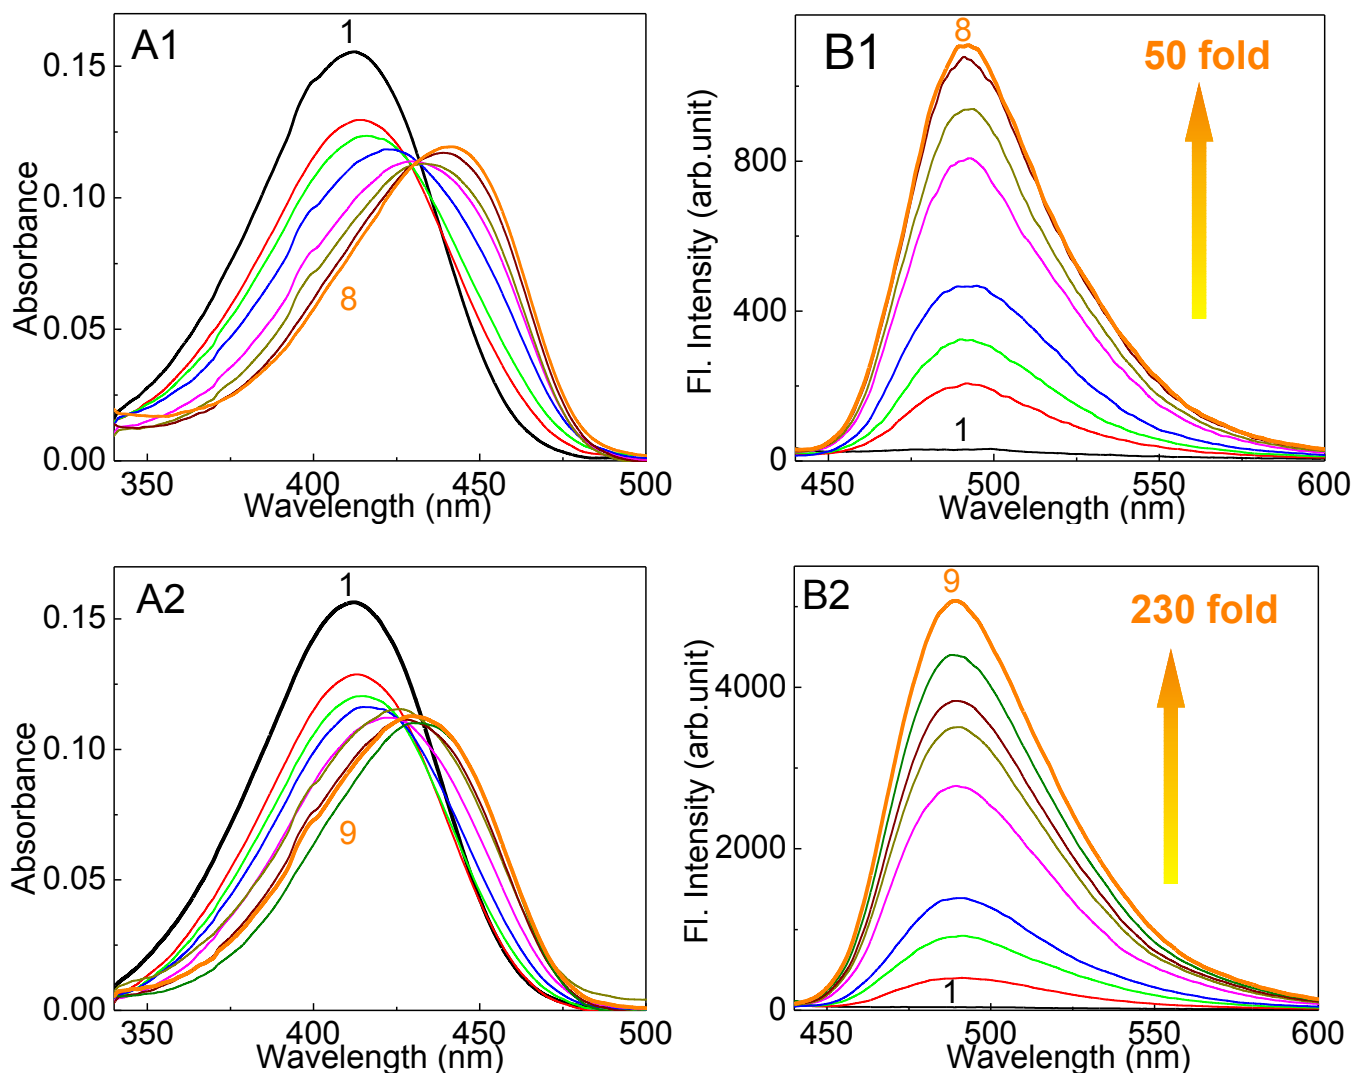 A1
1
8
0.15
0.10
0.05
0.00
Absorbance
350
400
450
500
Wavelength (nm)
B1
8
50 fold
1
800
400
0
Fl. Intensity (arb.unit)
450
500
550
600
Wavelength (nm)
A2
1
9
0.15
0.10
0.05
0.00
Absorbance
350
400
450
500
Wavelength (nm)
B2
9
230 fold
1
4000
2000
0
Fl. Intensity (arb.unit)
450
500
550
600
Wavelength (nm)